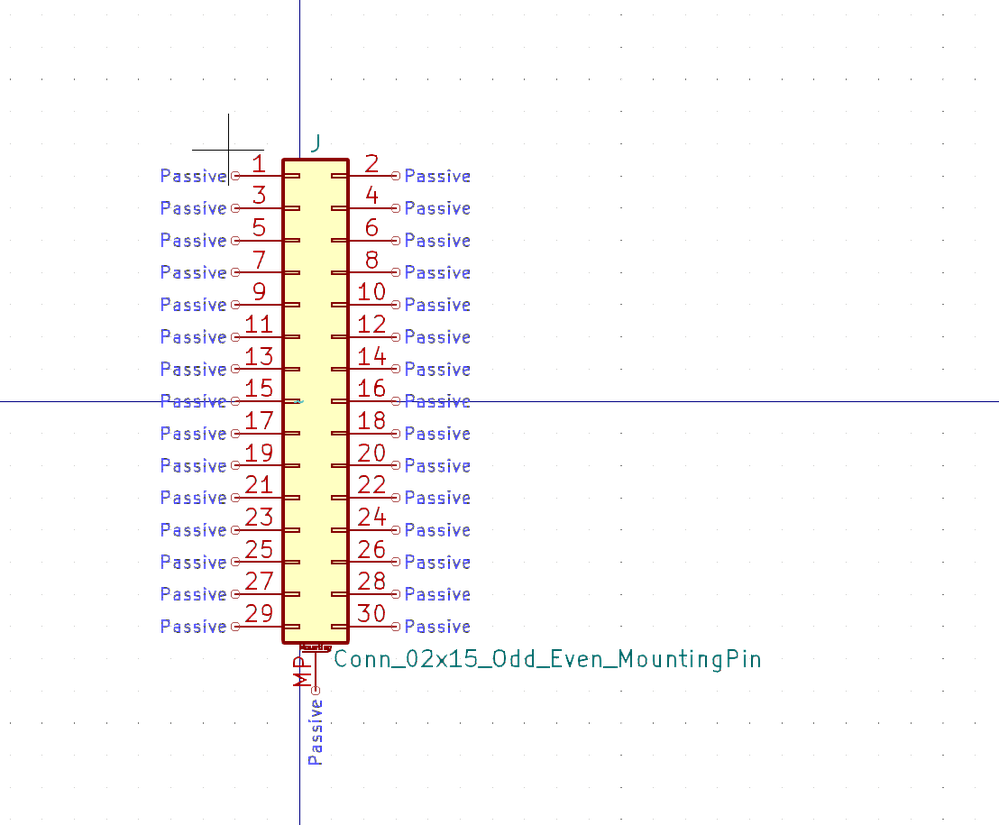 J
Passive 1 2 Passive
Passive 3 4 Passive
Passive 5 6 Passive
Passive 7 8 Passive
Passive 9 10 Passive
Passive 11 12 Passive
Passive 13 14 Passive
Passive 15 16 Passive
Passive 17 18 Passive
Passive 19 20 Passive
Passive 21 22 Passive
Passive 23 24 Passive
Passive 25 26 Passive
Passive 27 28 Passive
Passive 29 30 Passive
Mounting
Conn_02x15_Odd_Even_MountingPin
MP
Passive